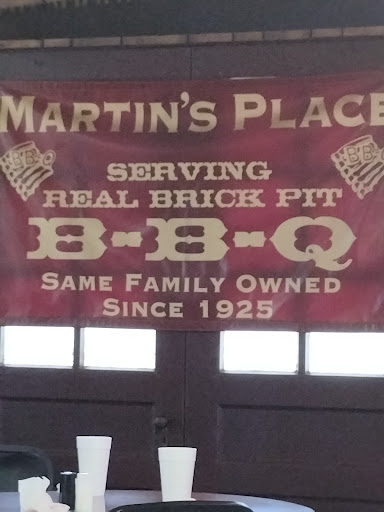 MARTIN'S PLACE
SERVING
REAL BRICK PIT
B-B-Q
SAME FAMILY OWNED
SINCE 1925